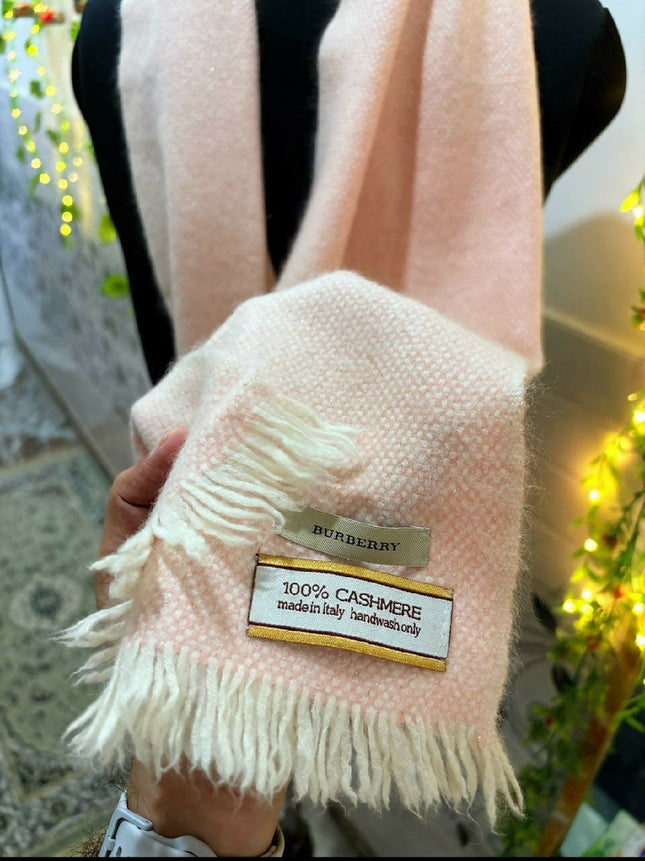 BURBERRY
100% CASHMERE
made in italy handwash only